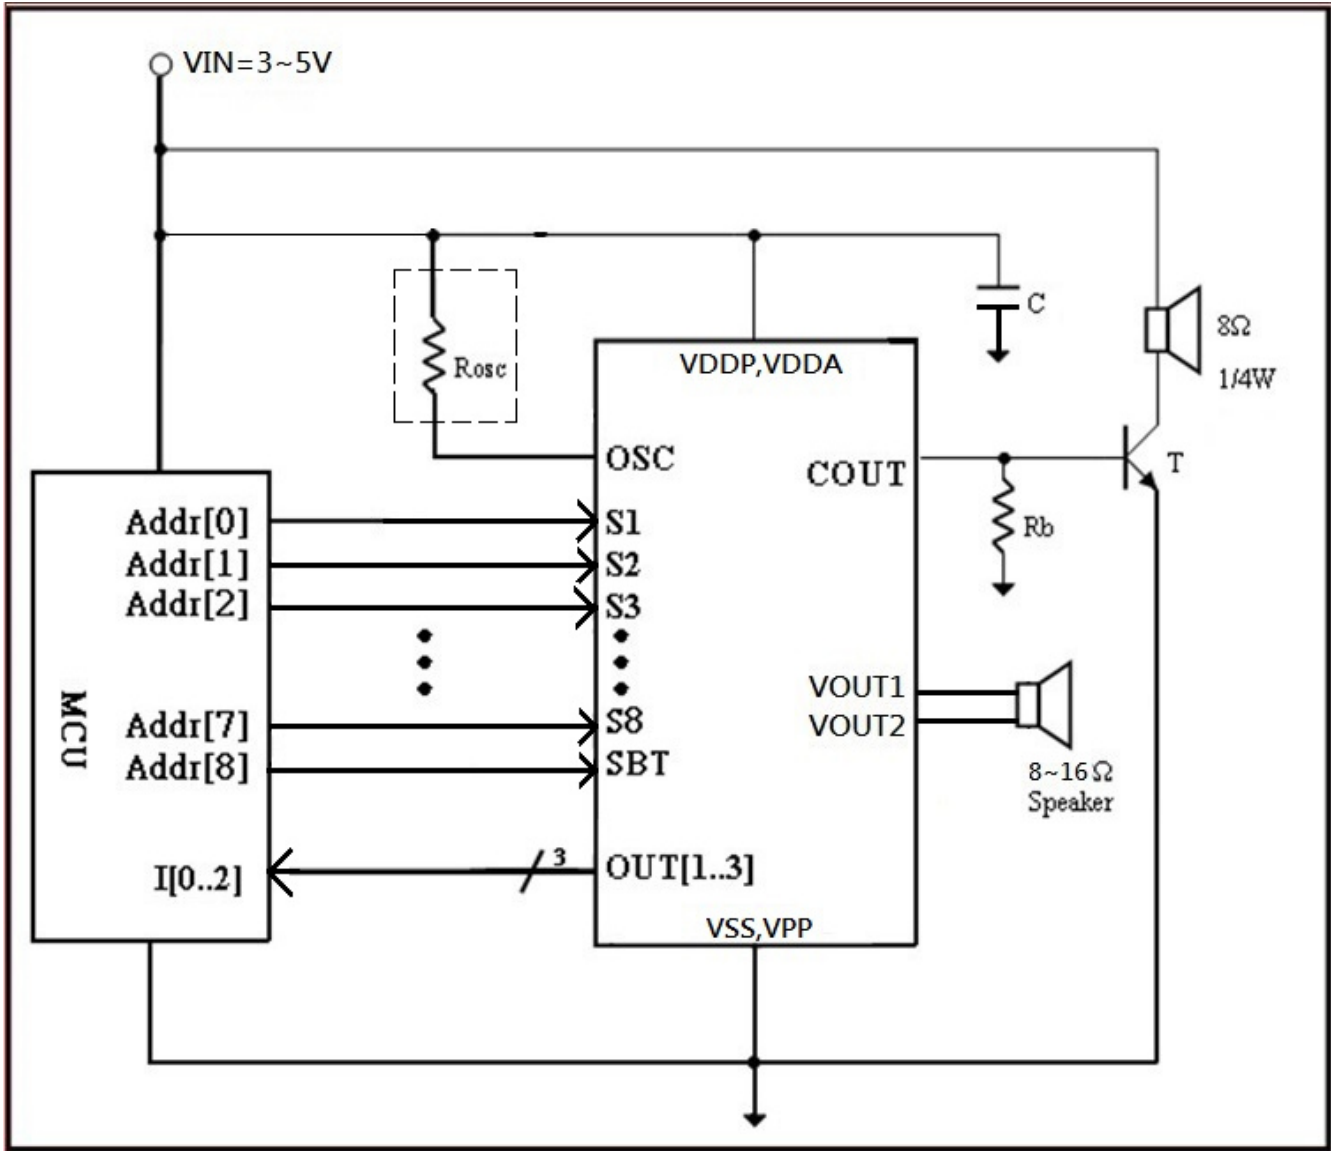 VIN=3~5V
C
8Ω
1/4W
Rosc
VDDP,VDDA
OSC
COUT
T
Addr[0]
S1
Rb
Addr[1]
S2
Addr[2]
S3
MCU
VOUT1
Addr[7]
S8
VOUT2
Addr[8]
SBT
8~16Ω
Speaker
3
I[0..2]
OUT[1..3]
VSS,VPP